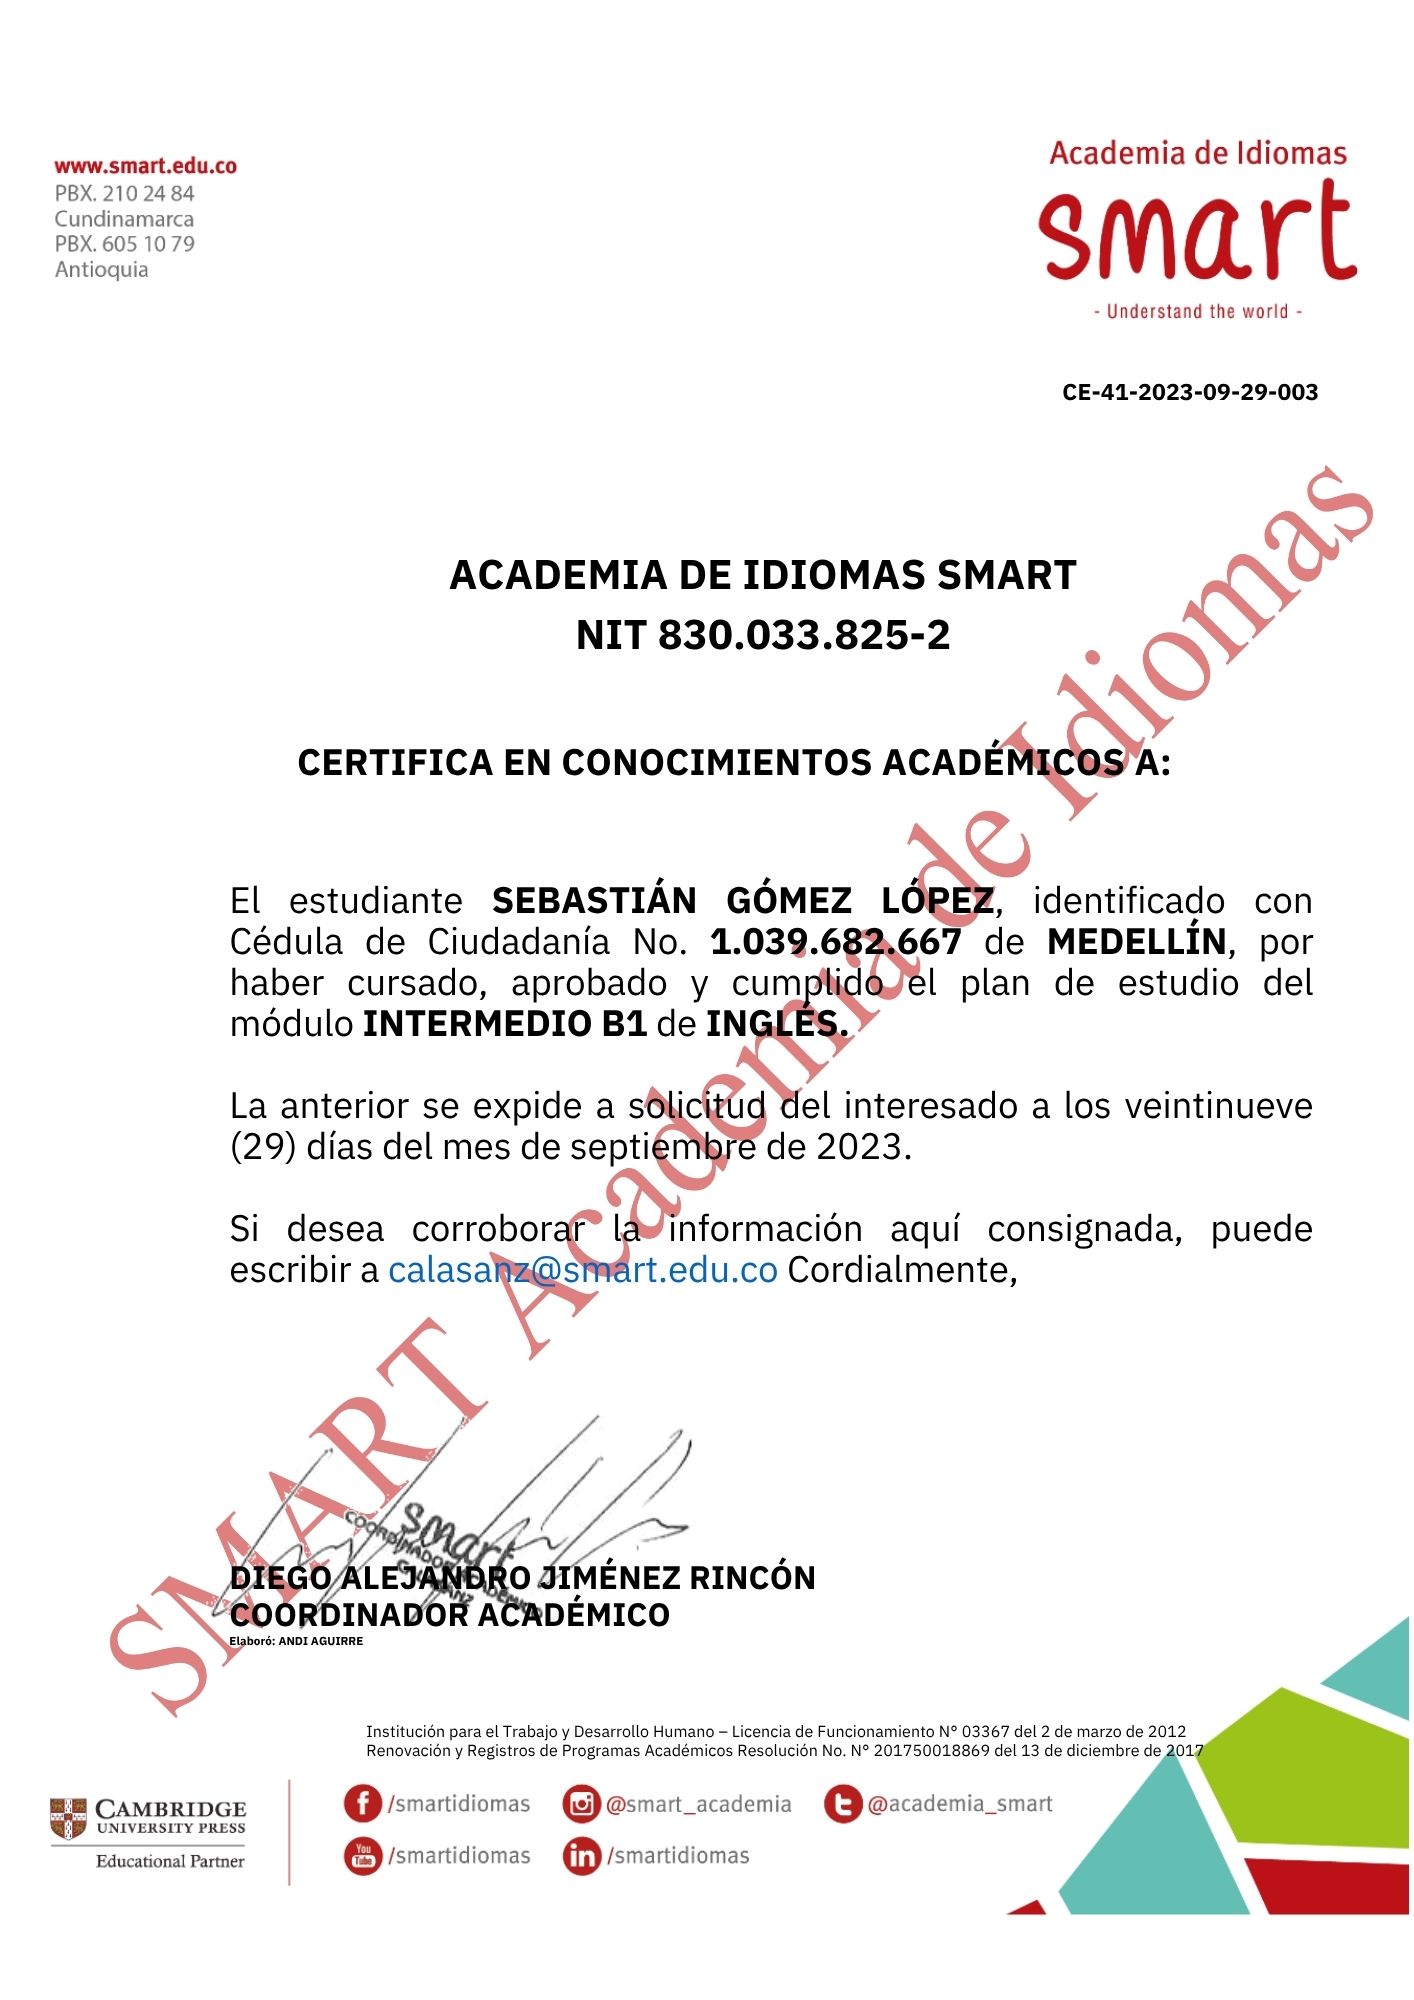 www.smart.edu.co
PBX. 210 24 84
Cundinamarca
PBX. 605 10 79
Antioquia
Academia de Idiomas
smart
- Understand the world -
CE-41-2023-09-29-003
ACADEMIA DE IDIOMAS SMART
NIT 830.033.825-2
CERTIFICA EN CONOCIMIENTOS ACADÉMICOS A:
El estudiante SEBASTIÁN GÓMEZ LÓPEZ, identificado con
Cédula de Ciudadanía No. 1.039.682.667 de MEDELLÍN, por
haber cursado, aprobado y cumplido el plan de estudio del
módulo INTERMEDIO B1 de INGLÉS.
La anterior se expide a solicitud del interesado a los veintinueve
(29) días del mes de septiembre de 2023.
Si desea corroborar la información aquí consignada, puede
escribir a calasanz@smart.edu.co Cordialmente,
SMART Academia de Idiomas
smart
COORDINADOR ACADÉMICO
DIEGO ALEJANDRO JIMÉNEZ RINCÓN
COORDINADOR ACADÉMICO
Elaboró: ANDI AGUIRRE
Institución para el Trabajo y Desarrollo Humano – Licencia de Funcionamiento N° 03367 del 2 de marzo de 2012
Renovación y Registros de Programas Académicos Resolución No. N° 201750018869 del 13 de diciembre de 2017
CAMBRIDGE
UNIVERSITY PRESS
Educational Partner
/smartidiomas
@smart_academia
@academia_smart
You
Tube
/smartidiomas
in
/smartidiomas